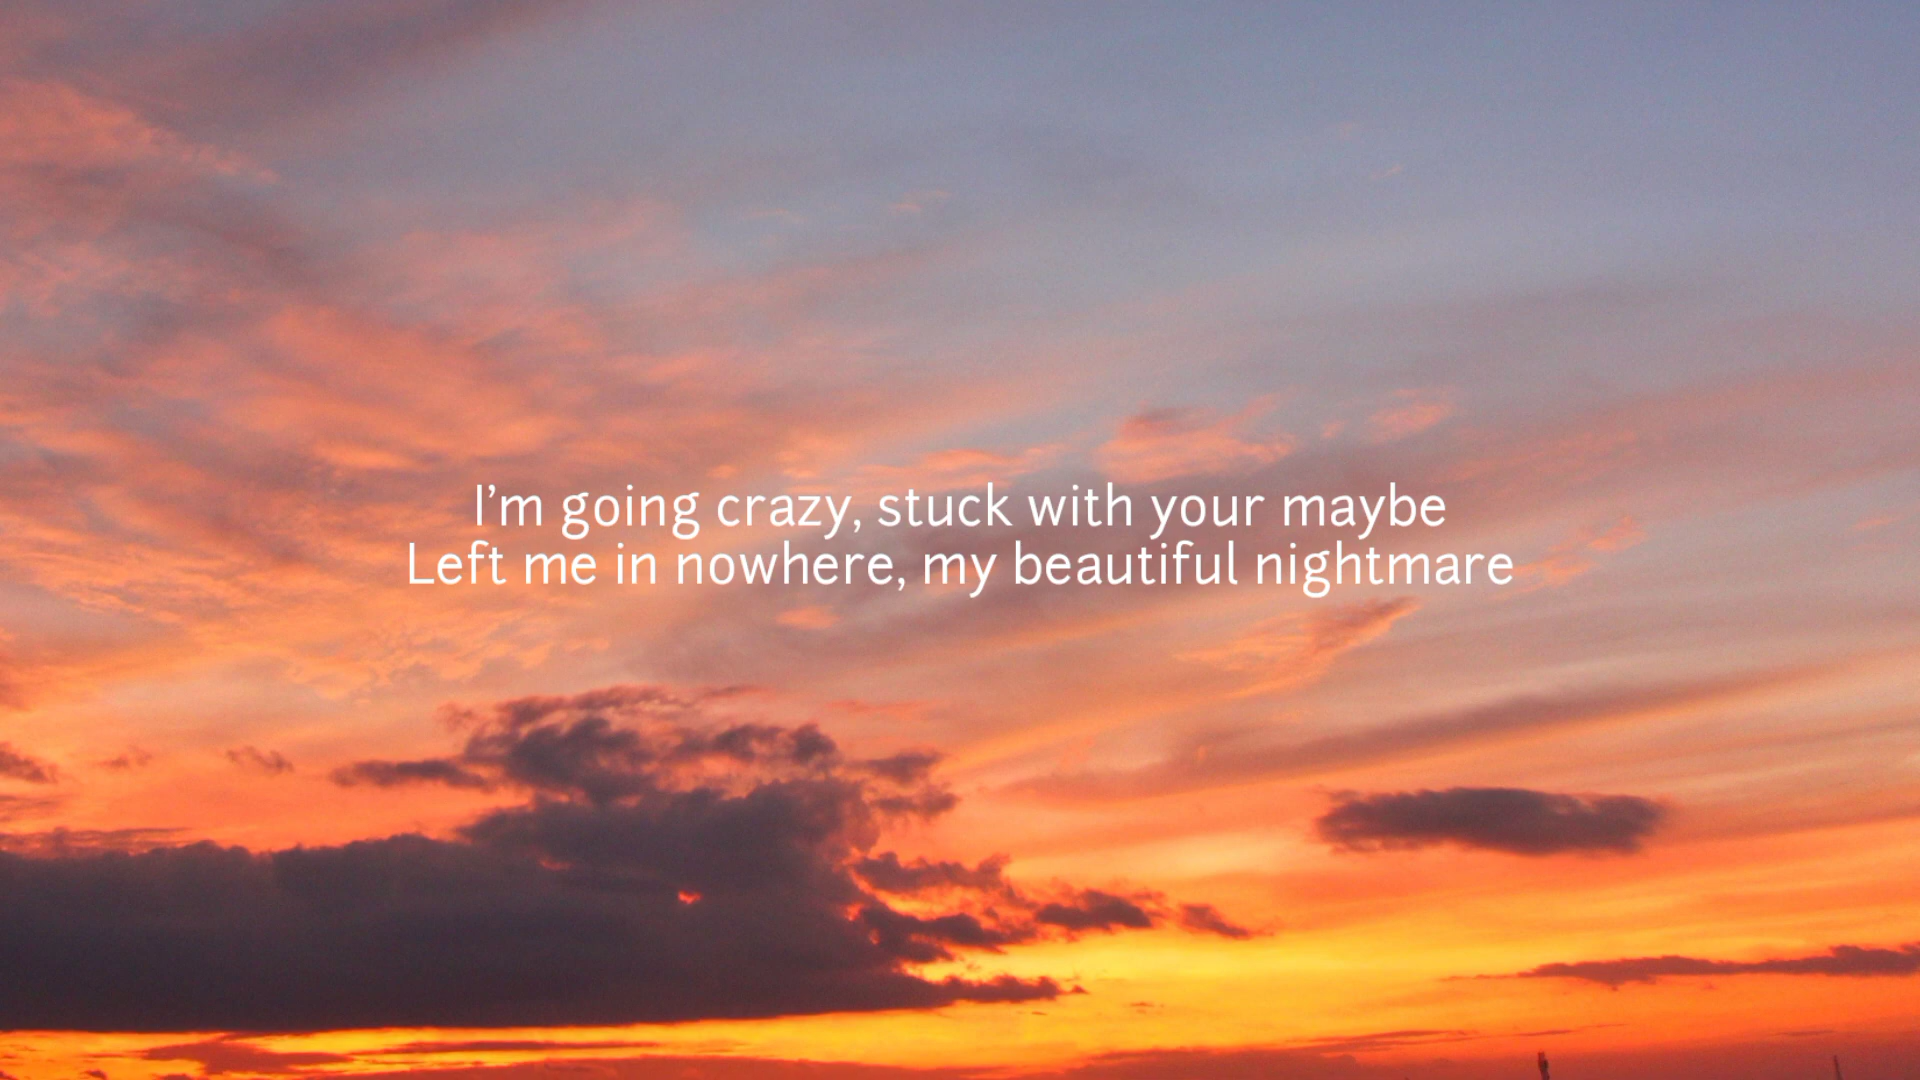 I’m going crazy, stuck with your maybe
Left me in nowhere, my beautiful nightmare